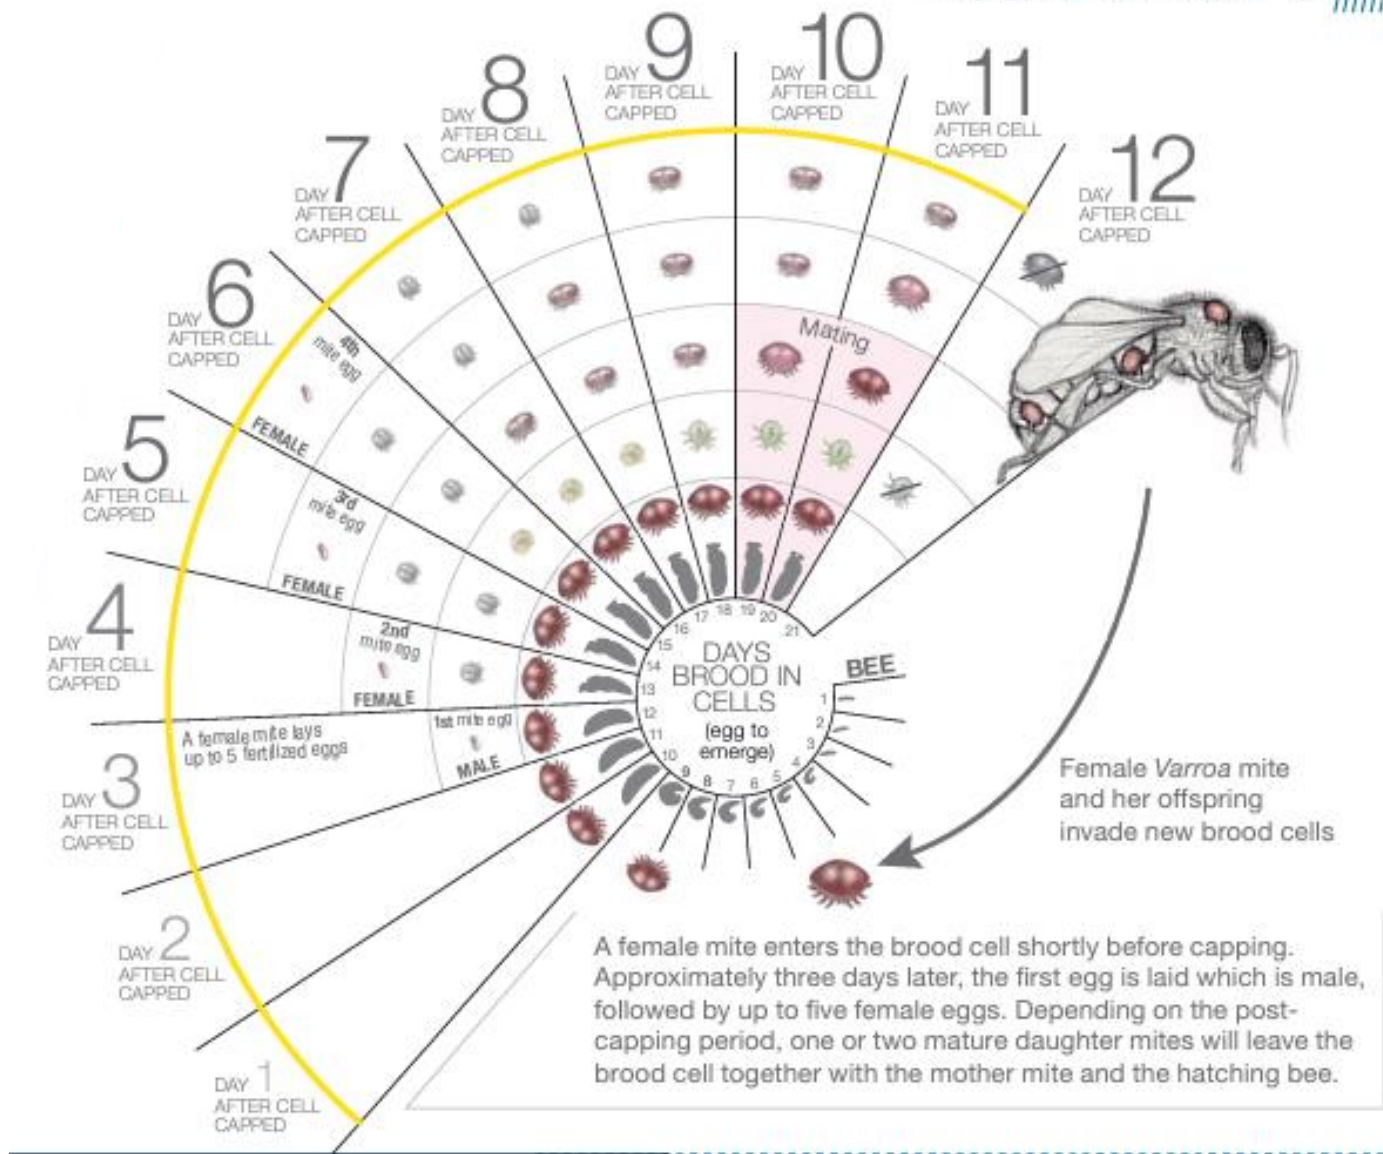 DAY 1
AFTER CELL
CAPPED
DAY 2
AFTER CELL
CAPPED
DAY 3
AFTER CELL
CAPPED
DAY 4
AFTER CELL
CAPPED
DAY 5
AFTER CELL
CAPPED
DAY 6
AFTER CELL
CAPPED
DAY 7
AFTER CELL
CAPPED
DAY 8
AFTER CELL
CAPPED
DAY 9
AFTER CELL
CAPPED
DAY 10
AFTER CELL
CAPPED
DAY 11
AFTER CELL
CAPPED
DAY 12
AFTER CELL
CAPPED
A female mite lays
up to 5 fertilized eggs
1st mite egg
MALE
2nd
mite egg
FEMALE
3rd
mite egg
FEMALE
4th
mite egg
FEMALE
Mating
DAYS
BROOD IN
CELLS
(egg to
emerge)
BEE
1
2
3
4
5
6
7
8
9
10
11
12
13
14
15
16
17
18
19
20
21
Female Varroa mite
and her offspring
invade new brood cells
A female mite enters the brood cell shortly before capping.
Approximately three days later, the first egg is laid which is male,
followed by up to five female eggs. Depending on the post-
capping period, one or two mature daughter mites will leave the
brood cell together with the mother mite and the hatching bee.